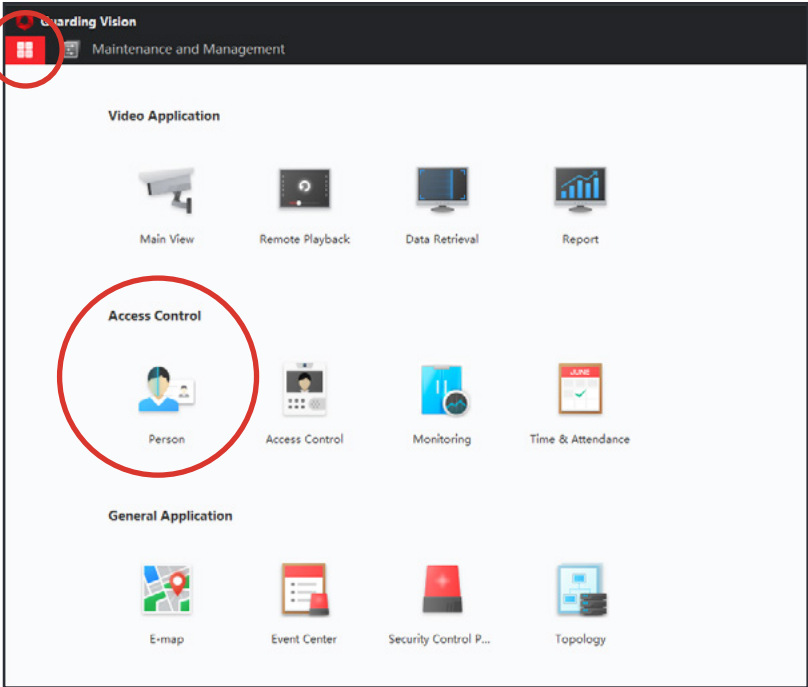 Guarding Vision
Maintenance and Management
Video Application
Main View Remote Playback Data Retrieval Report
Access Control
JUNE
Person Access Control Monitoring Time & Attendance
General Application
E-map Event Center Security Control P... Topology